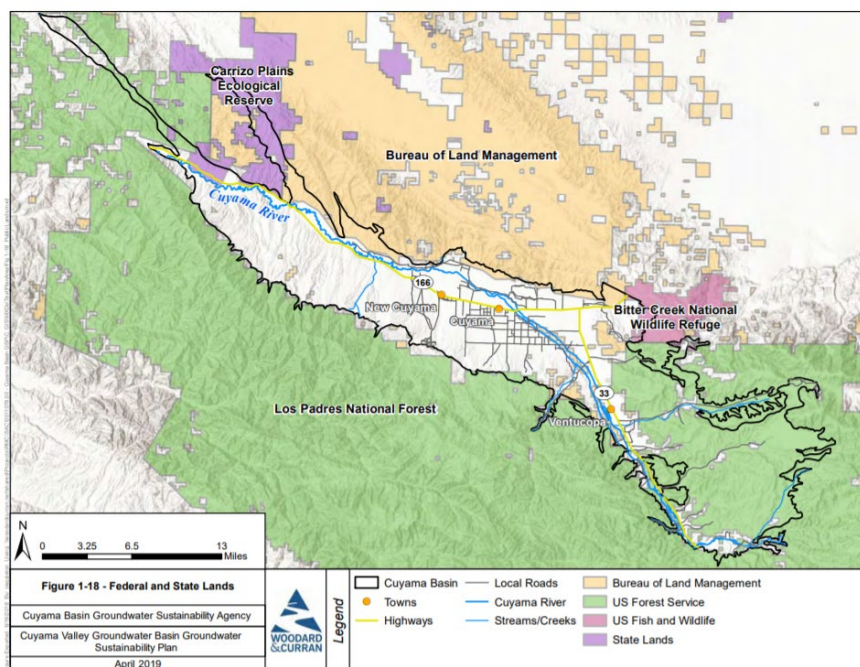 Carrizo Plains
Ecological
Reserve
Bureau of Land Management
Cuyama River
166
New Cuyama
Cuyama
Bitter Creek National
Wildlife Refuge
33
Ventucopa
Los Padres National Forest
N
0 3.25 6.5 13
Miles
Figure 1-18 - Federal and State Lands
Cuyama Basin Groundwater Sustainability Agency
Cuyama Valley Groundwater Basin Groundwater
Sustainability Plan
April 2019
WOODARD
&CURRAN
Legend
Cuyama Basin
Towns
Highways
Local Roads
Cuyama River
Streams/Creeks
Bureau of Land Management
US Forest Service
US Fish and Wildlife
State Lands